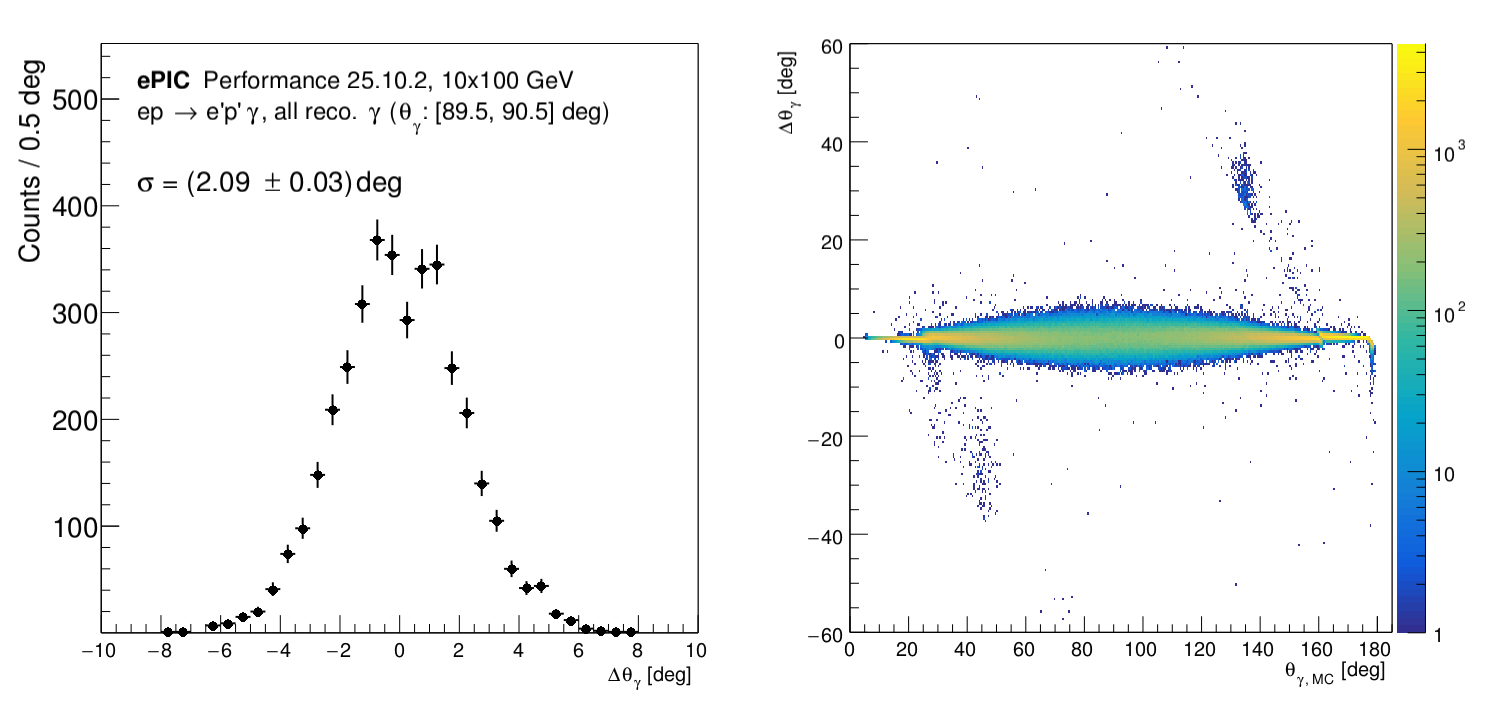 ePIC Performance 25.10.2, 10x100 GeV
ep → e'p' γ, all reco. γ (θγ: [89.5, 90.5] deg)
σ = (2.09 ± 0.03) deg
Counts / 0.5 deg
500
400
300
200
100
−10 −8 −6 −4 −2 0 2 4 6 8 10
Δθγ [deg]
Δθγ [deg]
60
40
20
0
−20
−40
−60
0 20 40 60 80 100 120 140 160 180
θγ, MC [deg]
10³
10²
10
1